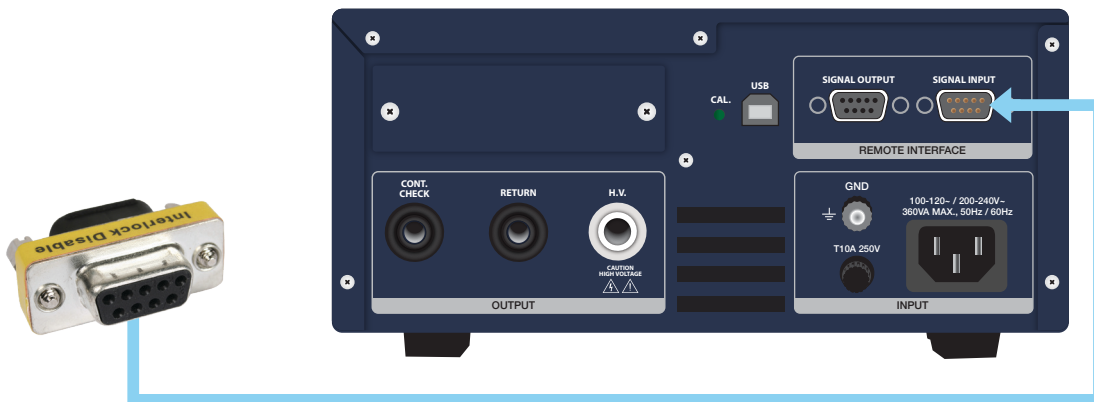 USB
CAL.
SIGNAL OUTPUT
SIGNAL INPUT
REMOTE INTERFACE
CONT.
CHECK
RETURN
H.V.
CAUTION
HIGH VOLTAGE
OUTPUT
GND
100-120~ / 200-240V~
360VA MAX., 50Hz / 60Hz
T10A 250V
INPUT
Interlock Disable